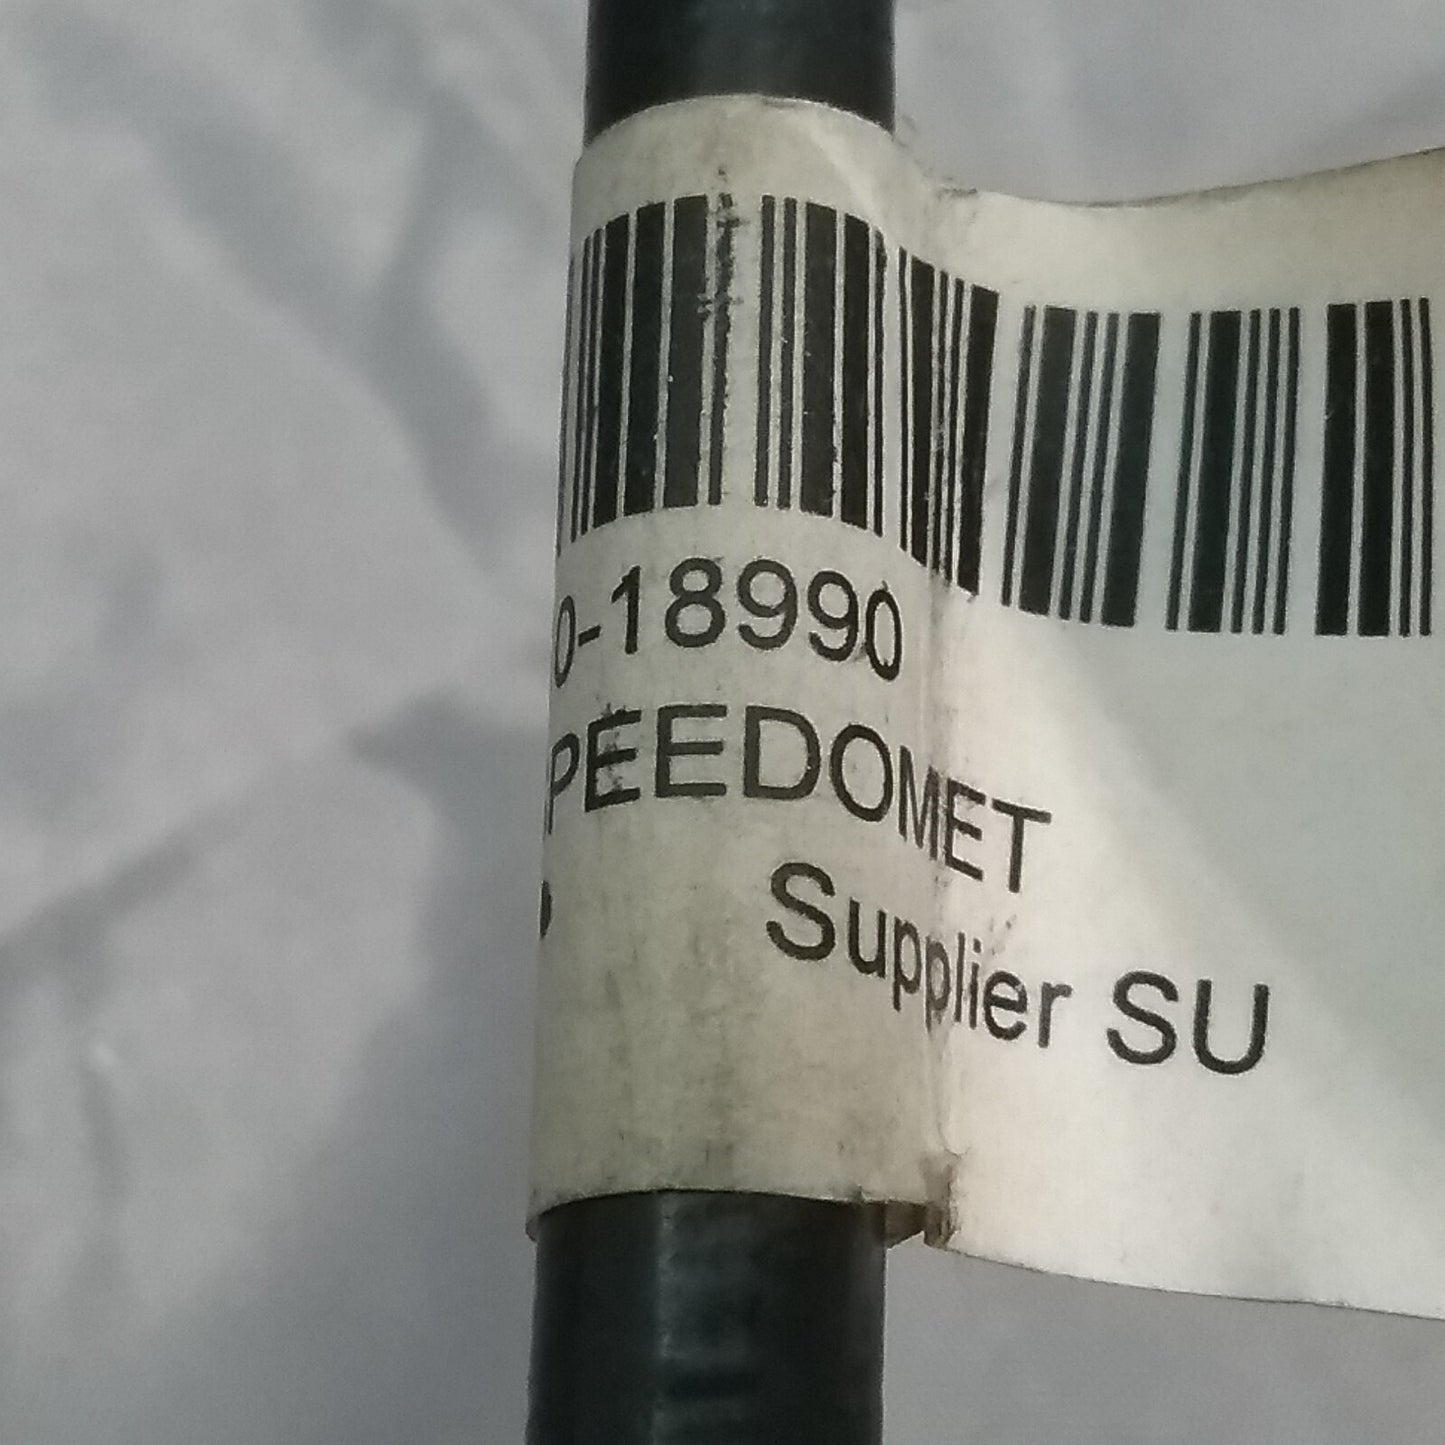 0-18990
PEEDOMET
Supplier SU